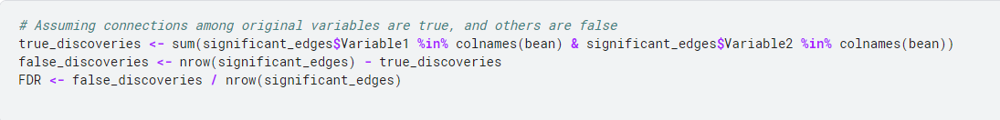 # Assuming connections among original variables are true, and others are false
true_discoveries <- sum(significant_edges$Variable1 %in% colnames(bean) & significant_edges$Variable2 %in% colnames(bean))
false_discoveries <- nrow(significant_edges) - true_discoveries
FDR <- false_discoveries / nrow(significant_edges)